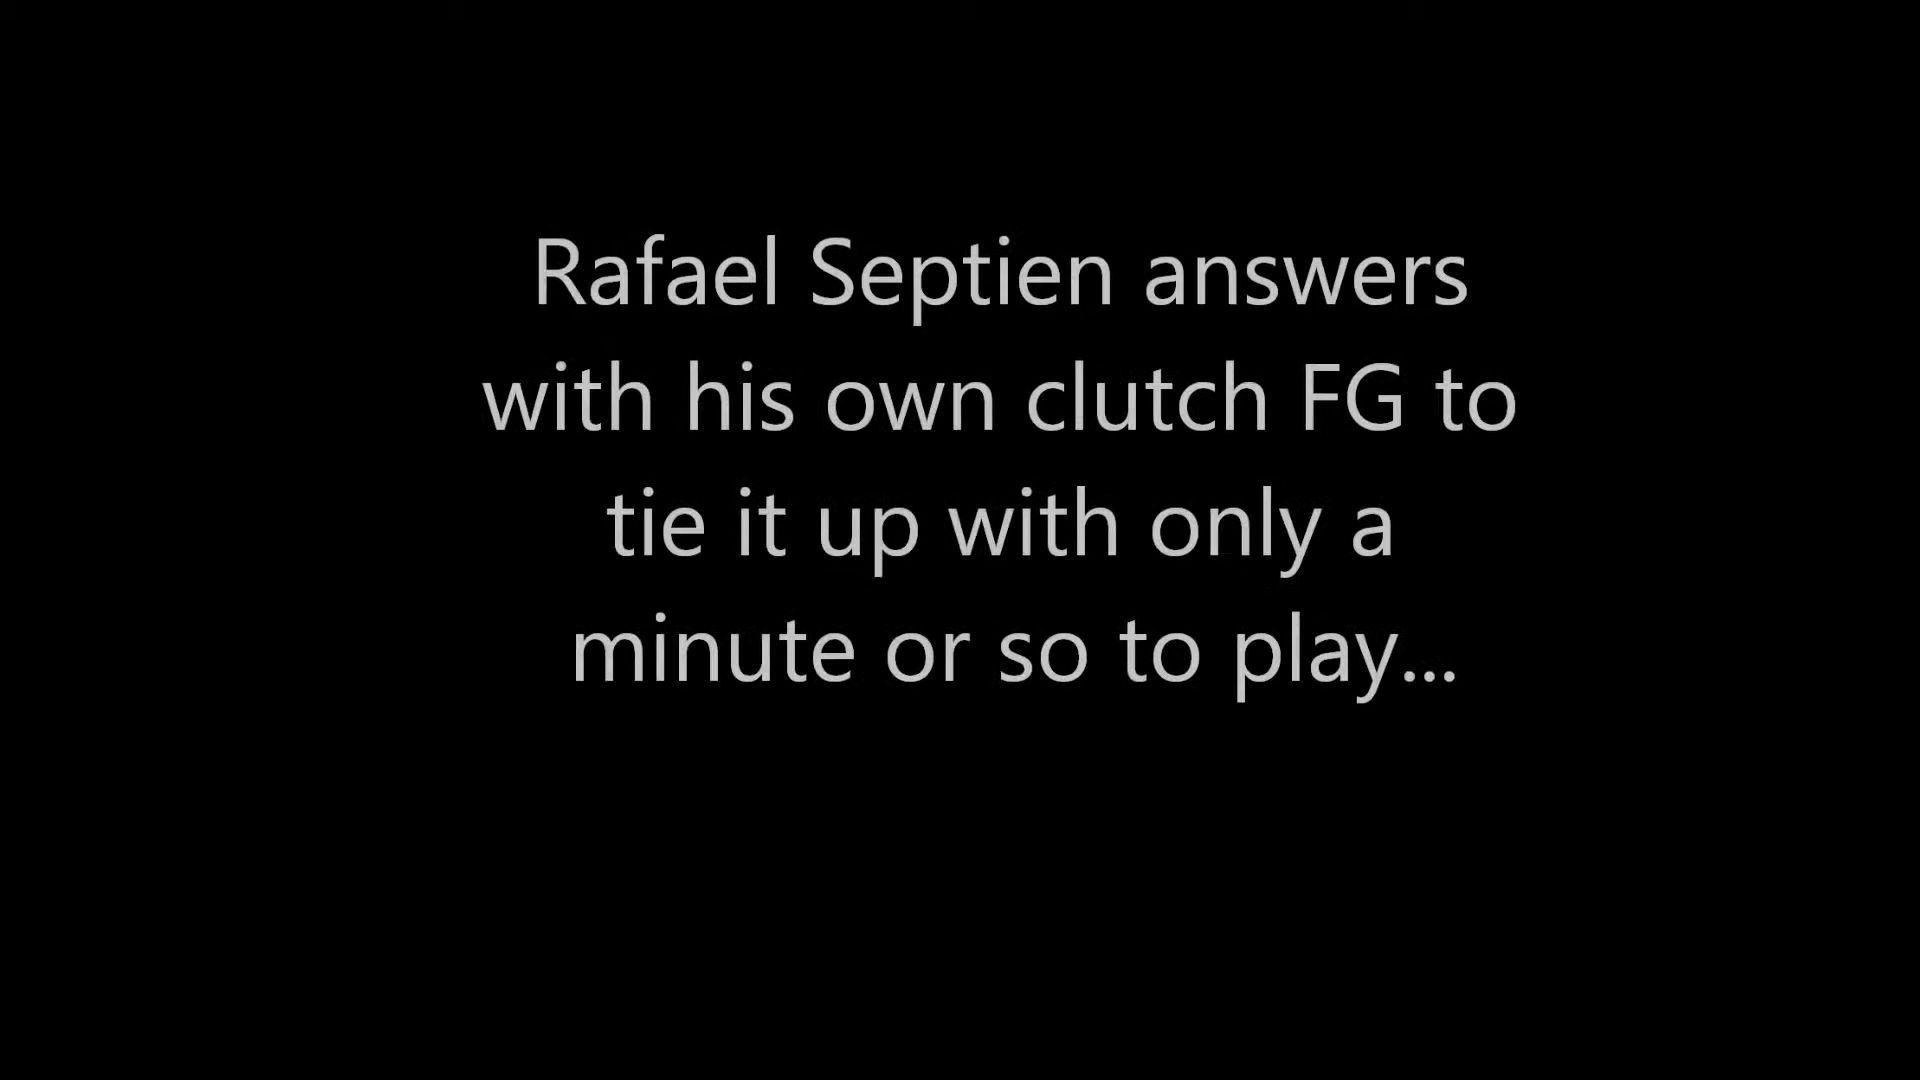 Rafael Septien answers
with his own clutch FG to
tie it up with only a
minute or so to play...